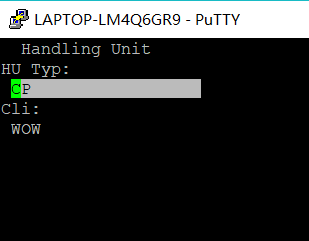 LAPTOP-LM4Q6GR9 - PuTTY
Handling Unit
HU Typ:
CP
Cli:
WOW